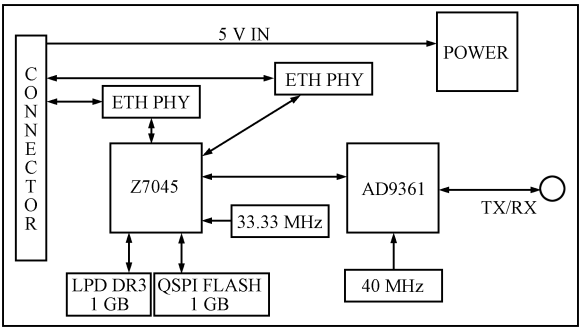 5 V IN
POWER
CONNECTOR
ETH PHY
ETH PHY
Z7045
AD9361
TX/RX
33.33 MHz
LPD DR3
1 GB
QSPI FLASH
1 GB
40 MHz